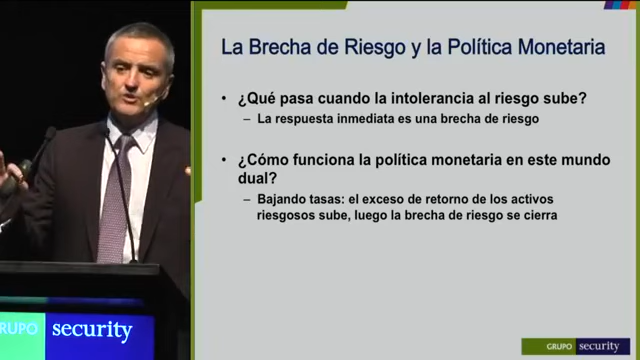 La Brecha de Riesgo y la Política Monetaria
• ¿Qué pasa cuando la intolerancia al riesgo sube?
– La respuesta inmediata es una brecha de riesgo
• ¿Cómo funciona la política monetaria en este mundo
dual?
– Bajando tasas: el exceso de retorno de los activos
riesgosos sube, luego la brecha de riesgo se cierra
GRUPO security
GRUPO security